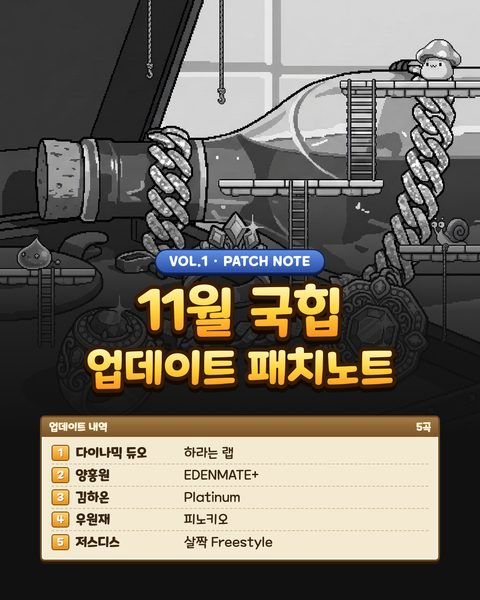 VOL.1 · PATCH NOTE
11월 국힙
업데이트 패치노트
업데이트 내역 5곡
1 다이나믹 듀오 하라는 랩
2 양홍원 EDENMATE+
3 김하온 Platinum
4 우원재 피노키오
5 저스디스 살짝 Freestyle